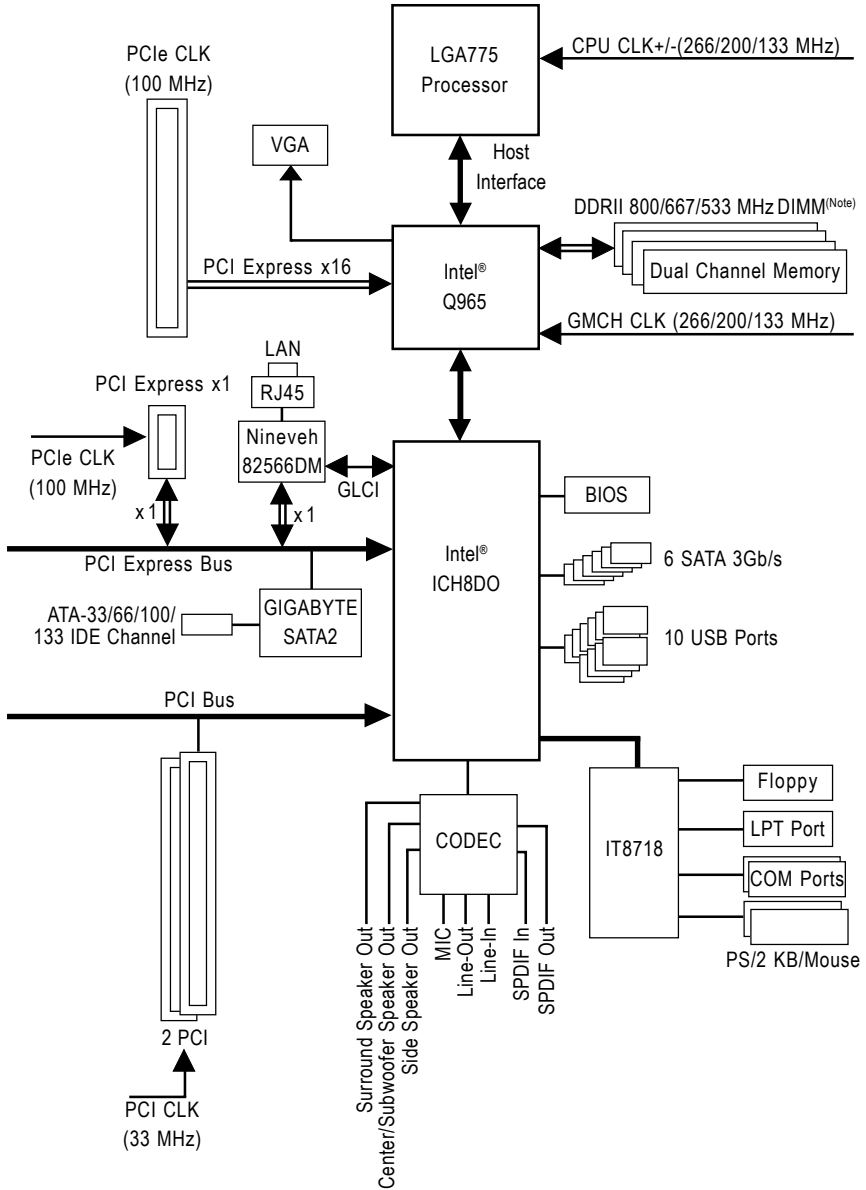 PCIe CLK
(100 MHz)
LGA775
Processor
CPU CLK+/-(266/200/133 MHz)
VGA
Host
Interface
DDRII 800/667/533 MHz DIMM(Note)
Dual Channel Memory
PCI Express x16
Intel®
Q965
GMCH CLK (266/200/133 MHz)
LAN
RJ45
PCI Express x1
Nineveh
82566DM
PCIe CLK
(100 MHz)
GLCI
x1
x1
PCI Express Bus
Intel®
ICH8DO
BIOS
6 SATA 3Gb/s
ATA-33/66/100/
133 IDE Channel
GIGABYTE
SATA2
10 USB Ports
PCI Bus
CODEC
IT8718
Floppy
LPT Port
COM Ports
PS/2 KB/Mouse
Surround Speaker Out
Center/Subwoofer Speaker Out
Side Speaker Out
MIC
Line-Out
Line-In
SPDIF In
SPDIF Out
2 PCI
PCI CLK
(33 MHz)